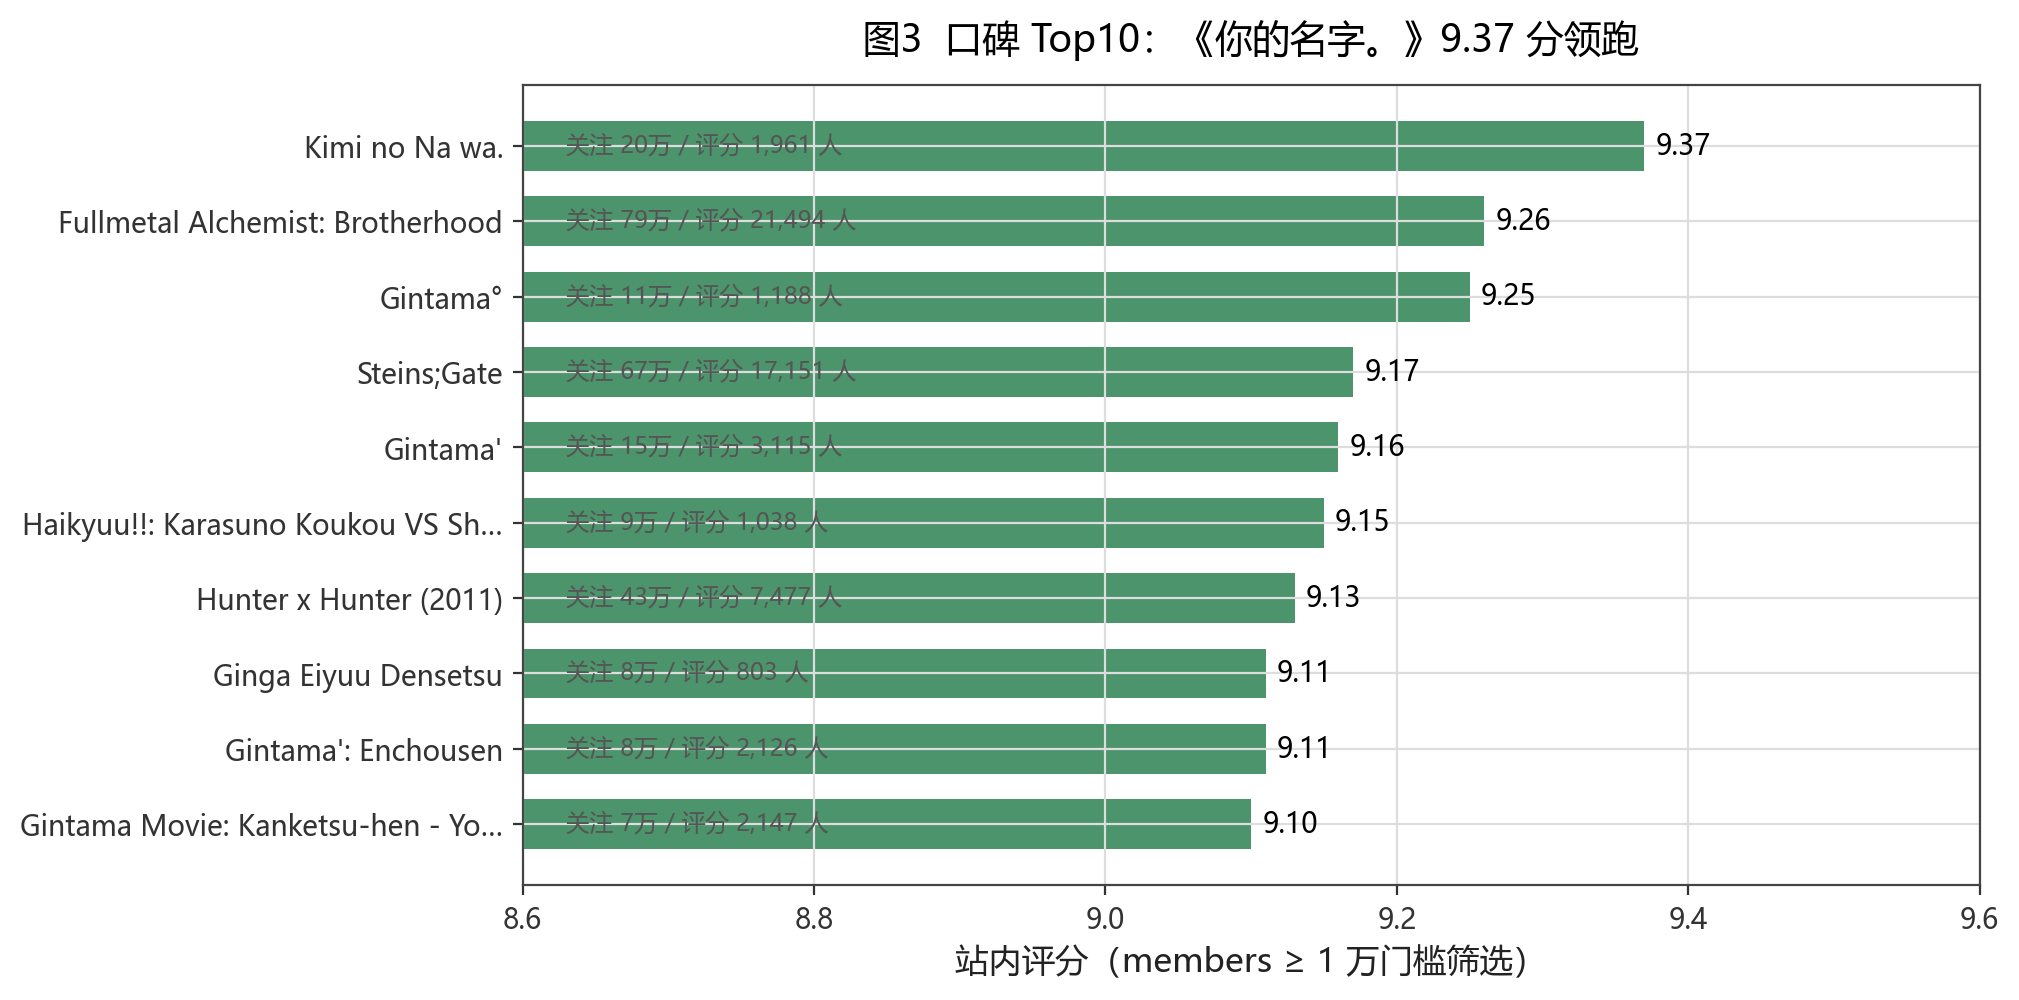 图3 口碑 Top10：《你的名字。》9.37 分领跑
Kimi no Na wa. 关注 20万 / 评分 1,961 人 9.37
Fullmetal Alchemist: Brotherhood 关注 79万 / 评分 21,494 人 9.26
Gintama° 关注 11万 / 评分 1,188 人 9.25
Steins;Gate 关注 67万 / 评分 17,151 人 9.17
Gintama' 关注 15万 / 评分 3,115 人 9.16
Haikyuu!!: Karasuno Koukou VS Sh... 关注 9万 / 评分 1,038 人 9.15
Hunter x Hunter (2011) 关注 43万 / 评分 7,477 人 9.13
Ginga Eiyuu Densetsu 关注 8万 / 评分 803 人 9.11
Gintama': Enchousen 关注 8万 / 评分 2,126 人 9.11
Gintama Movie: Kanketsu-hen - Yo... 关注 7万 / 评分 2,147 人 9.10
8.6 8.8 9.0 9.2 9.4 9.6
站内评分（members ≥ 1 万门槛筛选）